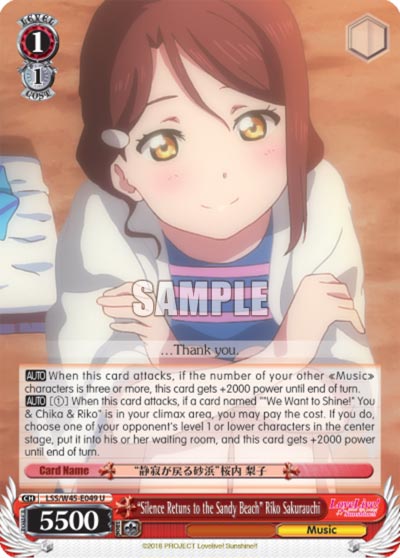 LEVEL
1
1
COST
SAMPLE
…Thank you.
AUTO When this card attacks, if the number of your other ≪Music≫
characters is three or more, this card gets +2000 power until end of turn.
AUTO [①] When this card attacks, if a card named ""We Want to Shine!" You
& Chika & Riko" is in your climax area, you may pay the cost. If you do,
choose one of your opponent's level 1 or lower characters in the center
stage, put it into his or her waiting room, and this card gets +2000 power
until end of turn.
Card Name “静寂が戻る砂浜”桜内 梨子
CH LSS/W45-E049 U
5500
"Silence Retuns to the Sandy Beach" Riko Sakurauchi
LoveLive!
Sunshine!!
Music
©2016 PROJECT Lovelive! Sunshine!!